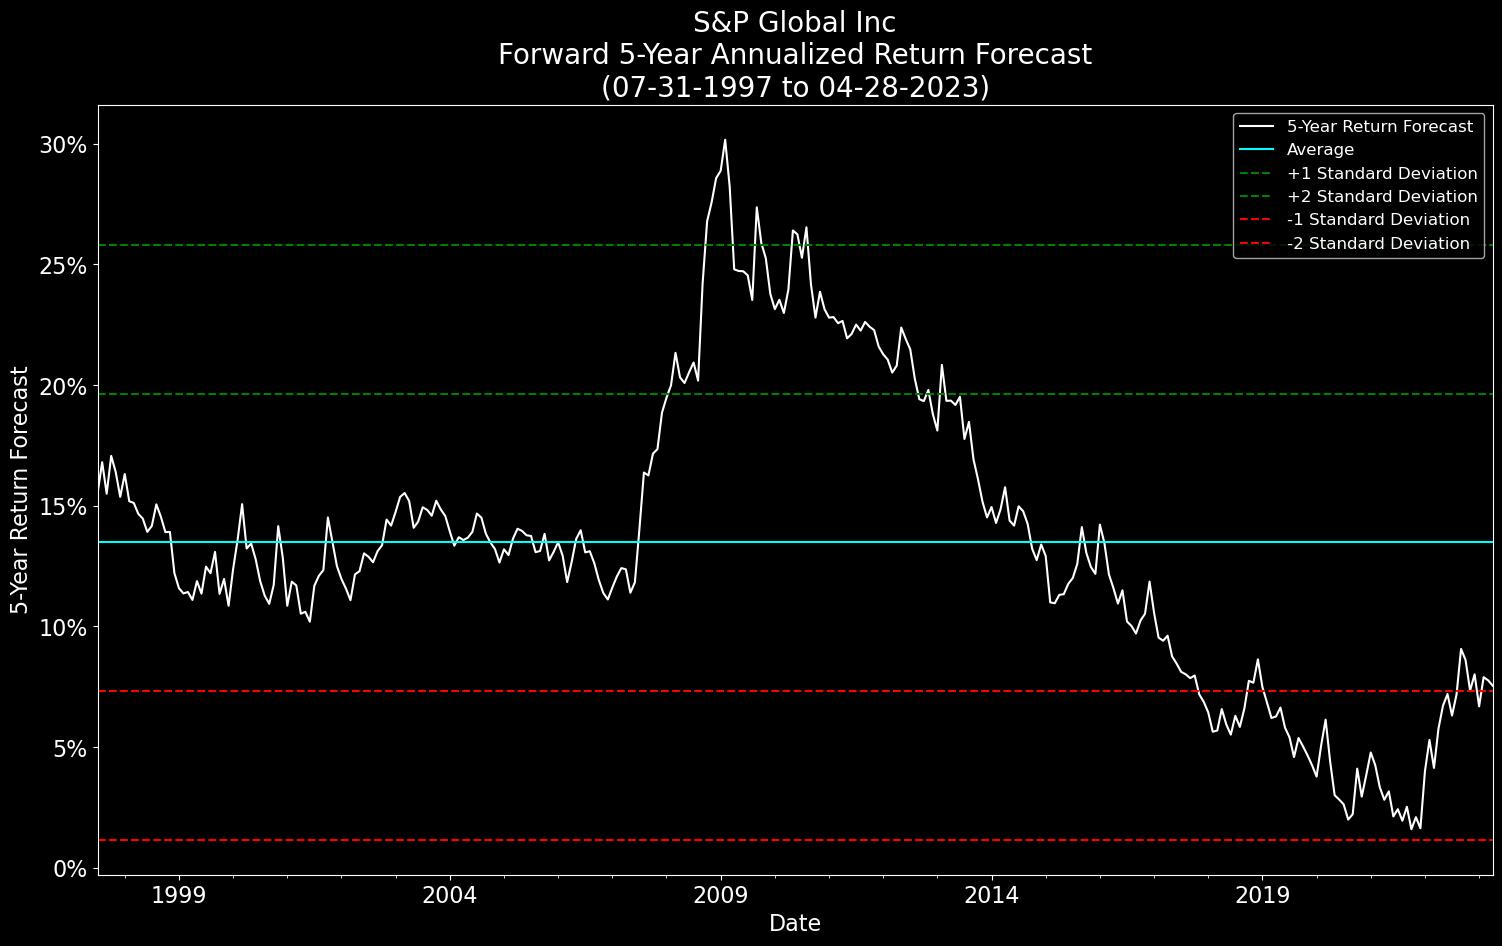 S&P Global Inc
Forward 5-Year Annualized Return Forecast
(07-31-1997 to 04-28-2023)
5-Year Return Forecast
Average
+1 Standard Deviation
+2 Standard Deviation
-1 Standard Deviation
-2 Standard Deviation
5-Year Return Forecast
30%
25%
20%
15%
10%
5%
0%
1999 2004 2009 2014 2019
Date